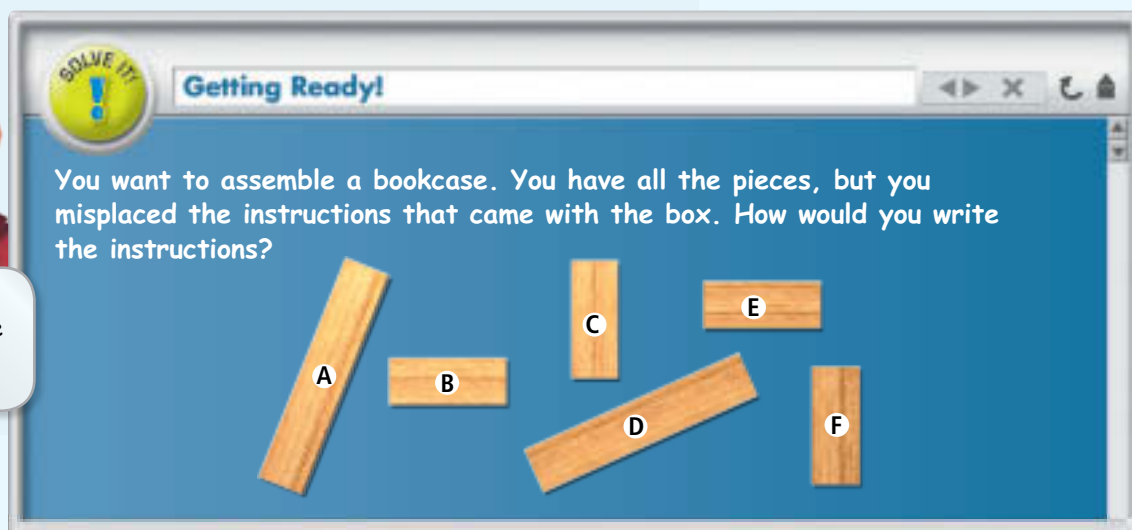 SOLVE IT!
Getting Ready!
You want to assemble a bookcase. You have all the pieces, but you
misplaced the instructions that came with the box. How would you write
the instructions?
A
B
C
D
E
F